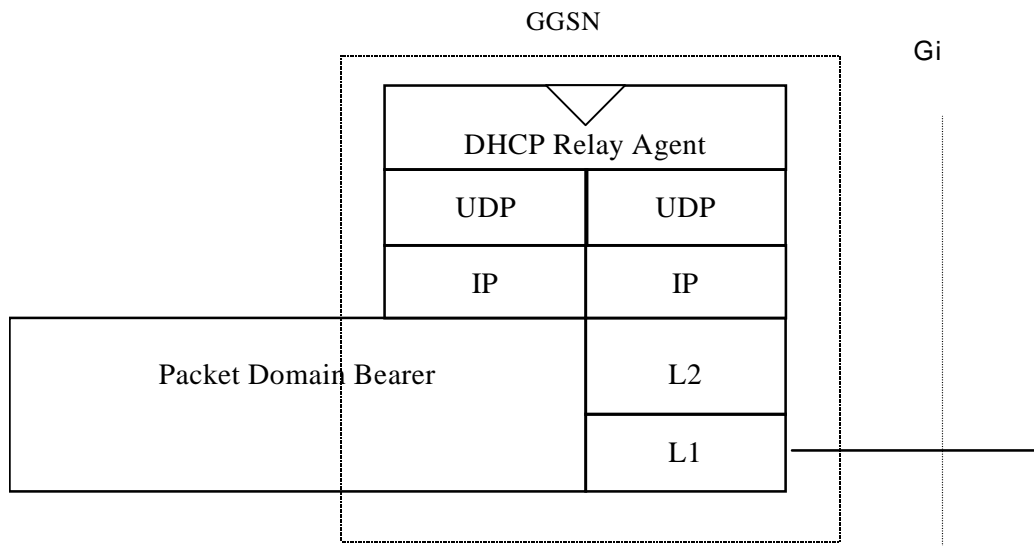 GGSN
Gi
DHCP Relay Agent
UDP
UDP
IP
IP
Packet Domain Bearer
L2
L1